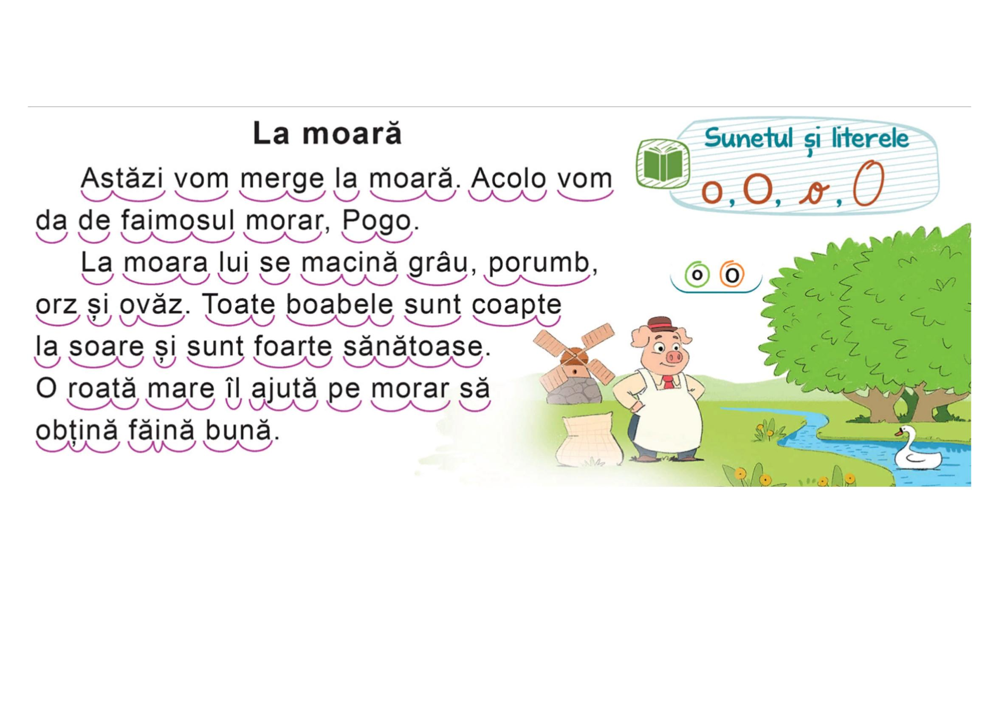 La moară
Astăzi vom merge la moară. Acolo vom
da de faimosul morar, Pogo.
La moara lui se macină grâu, porumb,
orz și ovăz. Toate boabele sunt coapte
la soare și sunt foarte sănătoase.
O roată mare îl ajută pe morar să
obțină făină bună.
Sunetul și literele
o, O, o, O
o O